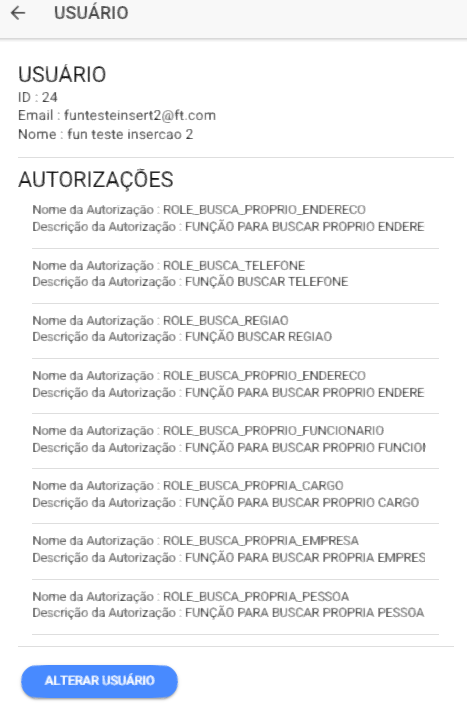 ← USUÁRIO
USUÁRIO
ID : 24
Email : funtesteinsert2@ft.com
Nome : fun teste insercao 2
AUTORIZAÇÕES
Nome da Autorização : ROLE_BUSCA_PROPRIO_ENDERECO
Descrição da Autorização : FUNÇÃO PARA BUSCAR PROPRIO ENDERE
Nome da Autorização : ROLE_BUSCA_TELEFONE
Descrição da Autorização : FUNÇÃO BUSCAR TELEFONE
Nome da Autorização : ROLE_BUSCA_REGIAO
Descrição da Autorização : FUNÇÃO BUSCAR REGIAO
Nome da Autorização : ROLE_BUSCA_PROPRIO_ENDERECO
Descrição da Autorização : FUNÇÃO PARA BUSCAR PROPRIO ENDERE
Nome da Autorização : ROLE_BUSCA_PROPRIO_FUNCIONARIO
Descrição da Autorização : FUNÇÃO PARA BUSCAR PROPRIO FUNCION
Nome da Autorização : ROLE_BUSCA_PROPRIA_CARGO
Descrição da Autorização : FUNÇÃO PARA BUSCAR PROPRIO CARGO
Nome da Autorização : ROLE_BUSCA_PROPRIA_EMPRESA
Descrição da Autorização : FUNÇÃO PARA BUSCAR PROPRIA EMPRES
Nome da Autorização : ROLE_BUSCA_PROPRIA_PESSOA
Descrição da Autorização : FUNÇÃO PARA BUSCAR PROPRIA PESSOA
ALTERAR USUÁRIO